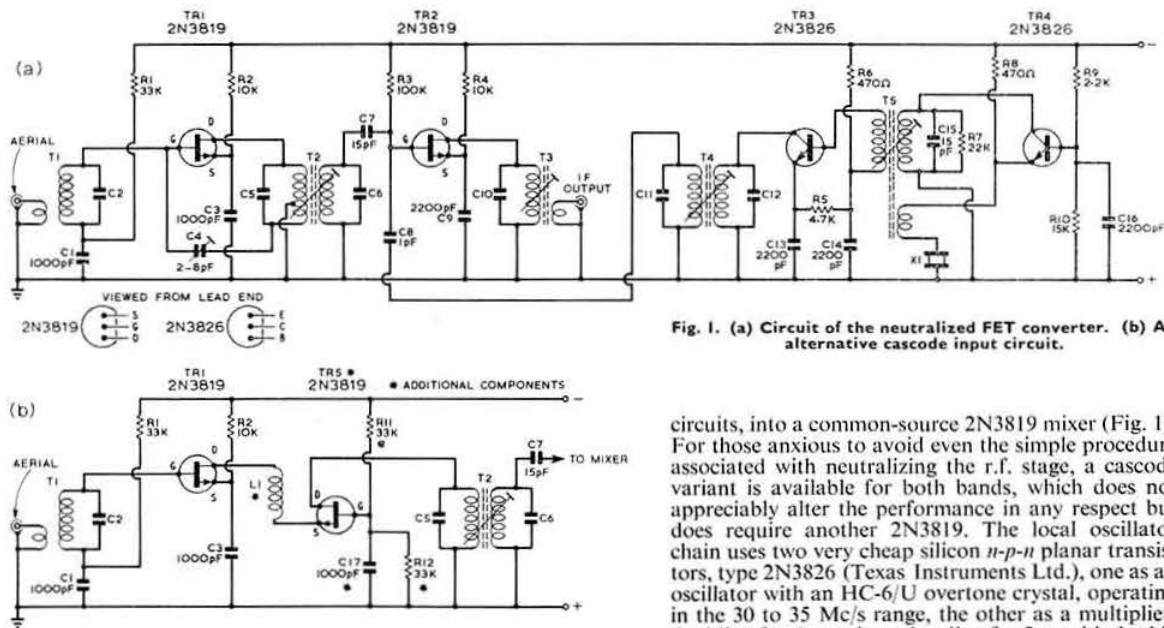 TR1
2N3819
TR2
2N3819
TR3
2N3826
TR4
2N3826
(a)
R1
33K
R2
10K
R3
100K
R4
10K
R6
470Ω
R8
470Ω
R9
2·2K
AERIAL
T1
C2
G
D
S
C3
1000pF
C1
1000pF
C4
2–8pF
C5
T2
C7
15pF
C6
G
D
S
C8
1pF
2200pF
C9
C10
T3
IF
OUTPUT
C11
T4
C12
R5
4·7K
C13
2200
pF
C14
2200
pF
T5
C15
15
pF
R7
22K
X1
R10
15K
C16
2200pF
−
+
VIEWED FROM LEAD END
2N3819
S
G
D
2N3826
E
C
B
Fig. 1. (a) Circuit of the neutralized FET converter. (b) A
alternative cascode input circuit.
(b)
TR1
2N3819
TR5 •
2N3819
• ADDITIONAL COMPONENTS
R1
33K
R2
10K
R11
33K
•
AERIAL
T1
C2
G
D
S
L1
•
D
S
G
C1
1000pF
C3
1000pF
C17
1000pF
•
R12
33K
•
C5
T2
C6
C7
15pF
TO MIXER
−
+
circuits, into a common-source 2N3819 mixer (Fig. 1
For those anxious to avoid even the simple procedur
associated with neutralizing the r.f. stage, a cascod
variant is available for both bands, which does no
appreciably alter the performance in any respect bu
does require another 2N3819. The local oscillato
chain uses two very cheap silicon n-p-n planar transis
tors, type 2N3826 (Texas Instruments Ltd.), one as a
oscillator with an HC-6/U overtone crystal, operatin
in the 30 to 35 Mc/s range, the other as a multiplie